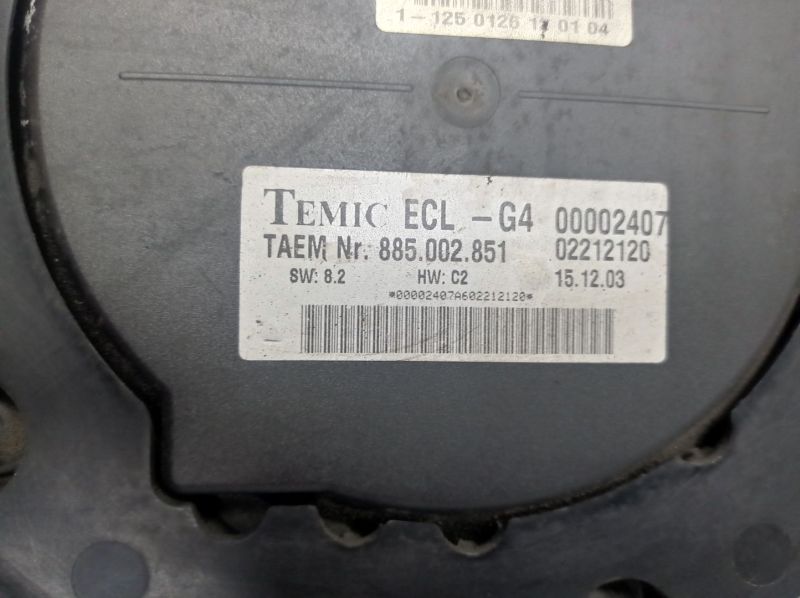 1-125 0126 17 01 04
TEMIC ECL -G4 00002407
TAEM Nr. 885.002.851 02212120
SW: 8.2 HW: C2 15.12.03
*00002407A602212120*